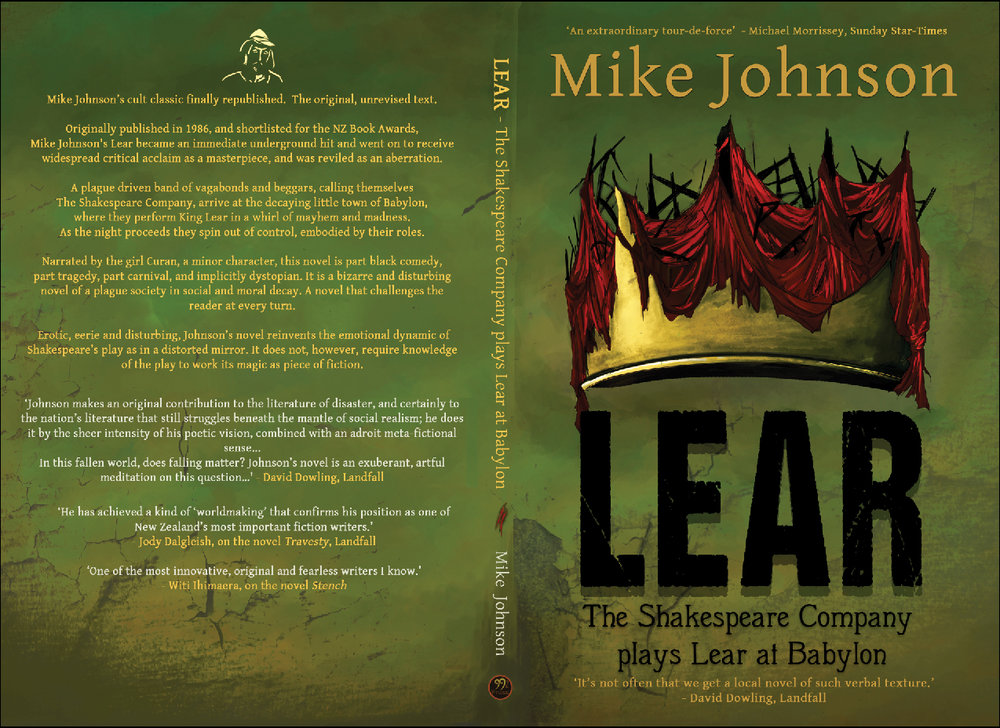 Mike Johnson's cult classic finally republished. The original, unrevised text.
Originally published in 1986, and shortlisted for the NZ Book Awards,
Mike Johnson's Lear became an immediate underground hit and went on to receive
widespread critical acclaim as a masterpiece, and was reviled as an aberration.
A plague driven band of vagabonds and beggars, calling themselves
The Shakespeare Company, arrive at the decaying little town of Babylon,
where they perform King Lear in a whirl of mayhem and madness.
As the night proceeds they spin out of control, embodied by their roles.
Narrated by the girl Curan, a minor character, this novel is part black comedy,
part tragedy, part carnival, and implicitly dystopian. It is a bizarre and disturbing
novel of a plague society in social and moral decay. A novel that challenges the
reader at every turn.
Erotic, eerie and disturbing, Johnson's novel reinvents the emotional dynamic of
Shakespeare's play as in a distorted mirror. It does not, however, require knowledge
of the play to work its magic as piece of fiction.
'Johnson makes an original contribution to the literature of disaster, and certainly to
the nation's literature that still struggles beneath the mantle of social realism; he does
it by the sheer intensity of his poetic vision, combined with an adroit meta-fictional
sense...
In this fallen world, does falling matter? Johnson's novel is an exuberant, artful
meditation on this question...' - David Dowling, Landfall
'He has achieved a kind of 'worldmaking' that confirms his position as one of
New Zealand's most important fiction writers.'
Jody Dalgleish, on the novel Travesty, Landfall
'One of the most innovative, original and fearless writers I know.'
- Witi Ihimaera, on the novel Stench
LEAR - The Shakespeare Company plays Lear at Babylon
Mike Johnson
99
'An extraordinary tour-de-force' - Michael Morrissey, Sunday Star-Times
Mike Johnson
LEAR
The Shakespeare Company
plays Lear at Babylon
'It's not often that we get a local novel of such verbal texture.'
- David Dowling, Landfall